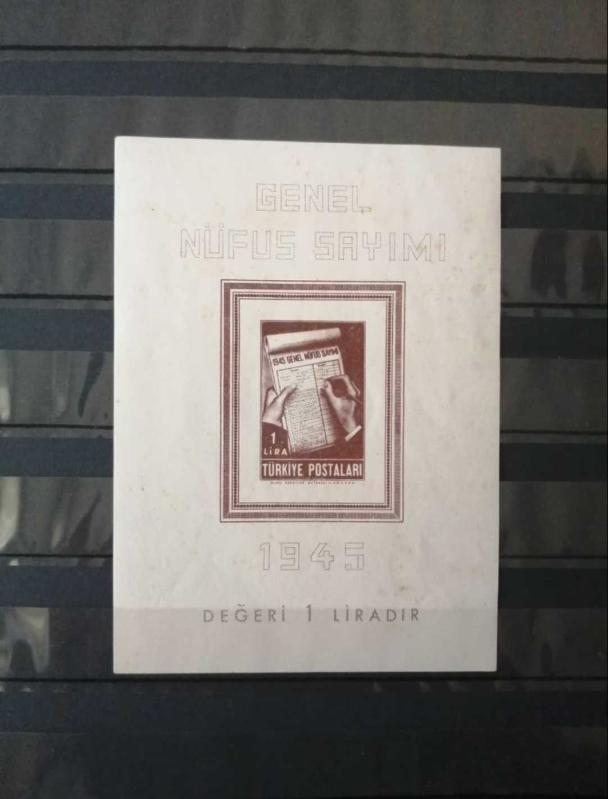 GENEL
NÜFUS SAYIMI
1945 GENEL NÜFUS SAYIMI
1
LİRA
TÜRKİYE POSTALARI
1945
DEĞERİ 1 LİRADIR